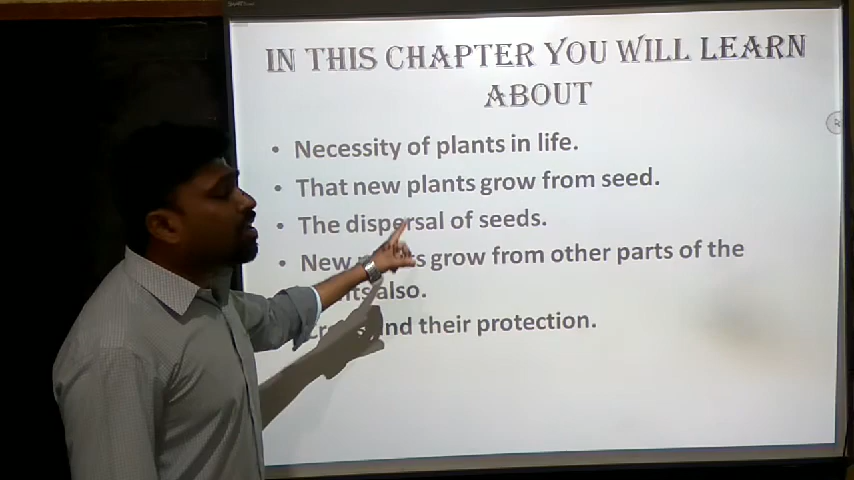 IN THIS CHAPTER YOU WILL LEARN
ABOUT
• Necessity of plants in life.
• That new plants grow from seed.
• The dispersal of seeds.
• New grow from other parts of the
also.
and their protection.